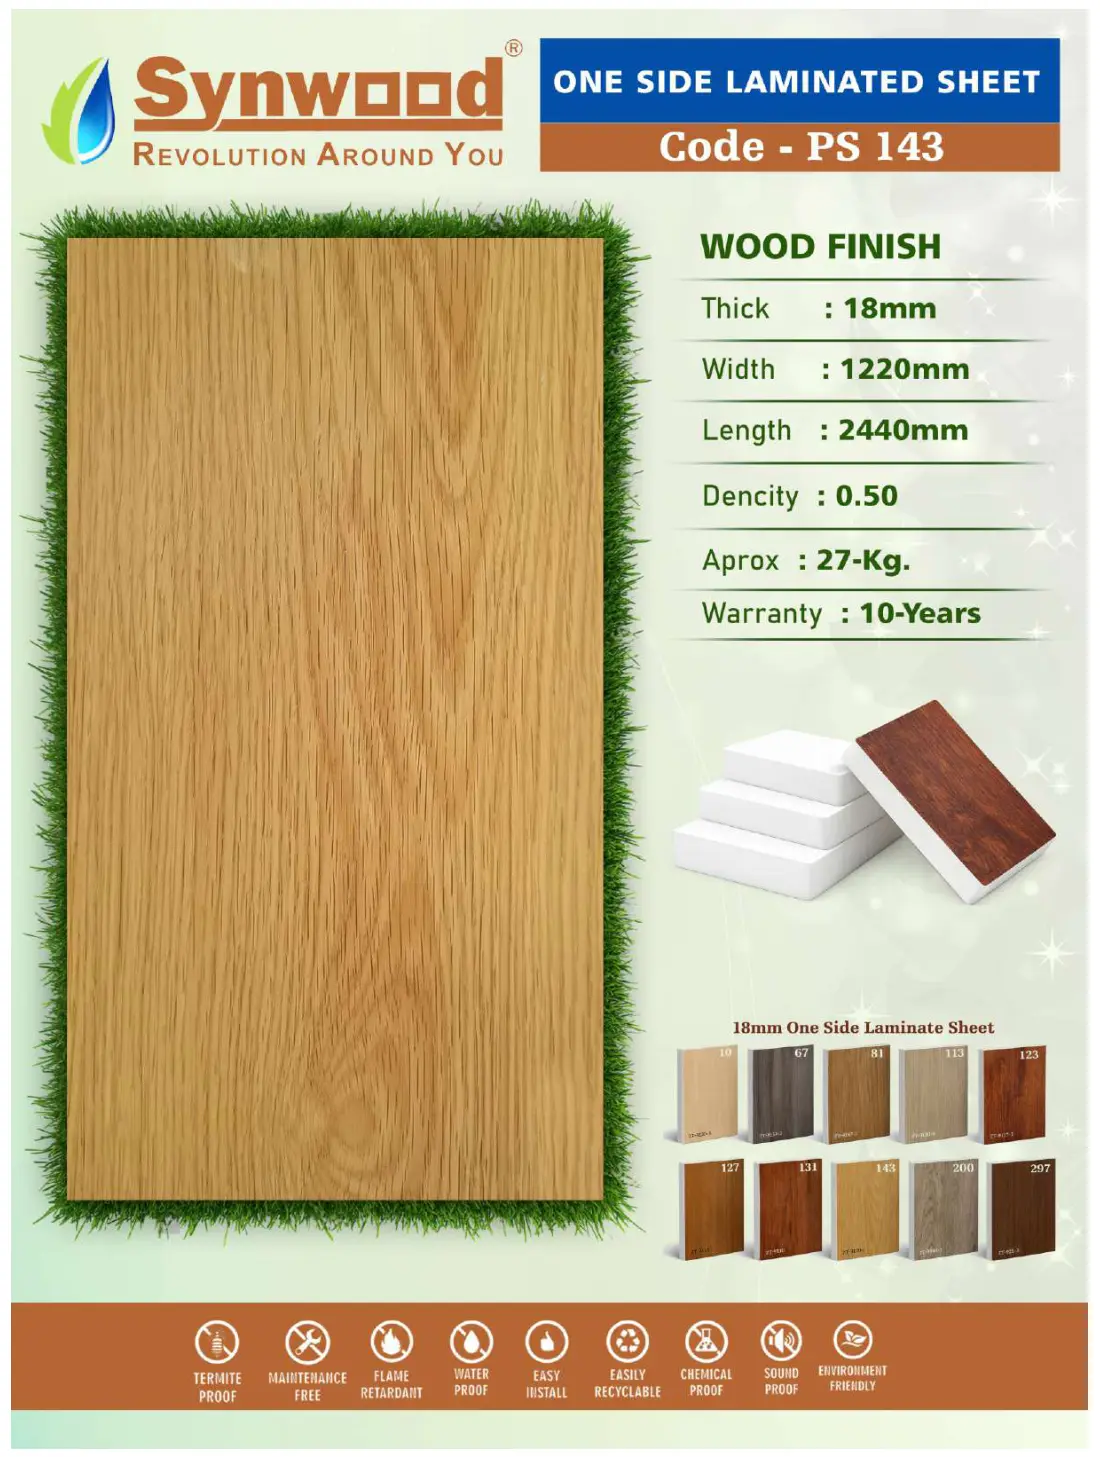 Synwood®
REVOLUTION AROUND YOU
ONE SIDE LAMINATED SHEET
Code - PS 143
WOOD FINISH
Thick : 18mm
Width : 1220mm
Length : 2440mm
Dencity : 0.50
Aprox : 27-Kg.
Warranty : 10-Years
18mm One Side Laminate Sheet
10
67
81
113
123
127
131
143
200
297
TERMITE
PROOF
MAINTENANCE
FREE
FLAME
RETARDANT
WATER
PROOF
EASY
INSTALL
EASILY
RECYCLABLE
CHEMICAL
PROOF
SOUND
PROOF
ENVIRONMENT
FRIENDLY